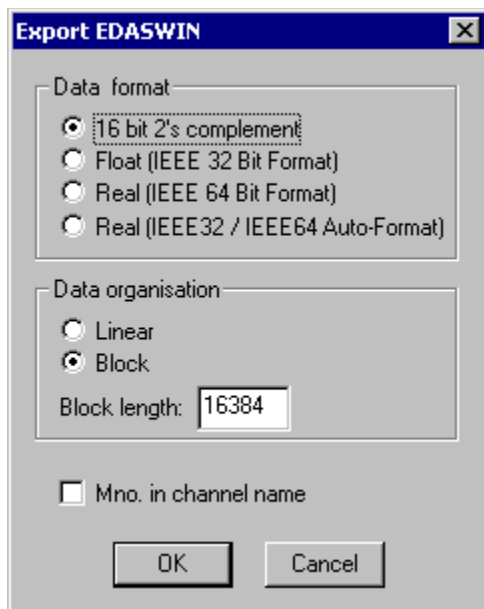 Export EDASWIN
Data format
16 bit 2's complement
Float (IEEE 32 Bit Format)
Real (IEEE 64 Bit Format)
Real (IEEE32 / IEEE64 Auto-Format)
Data organisation
Linear
Block
Block length: 16384
Mno. in channel name
OK Cancel